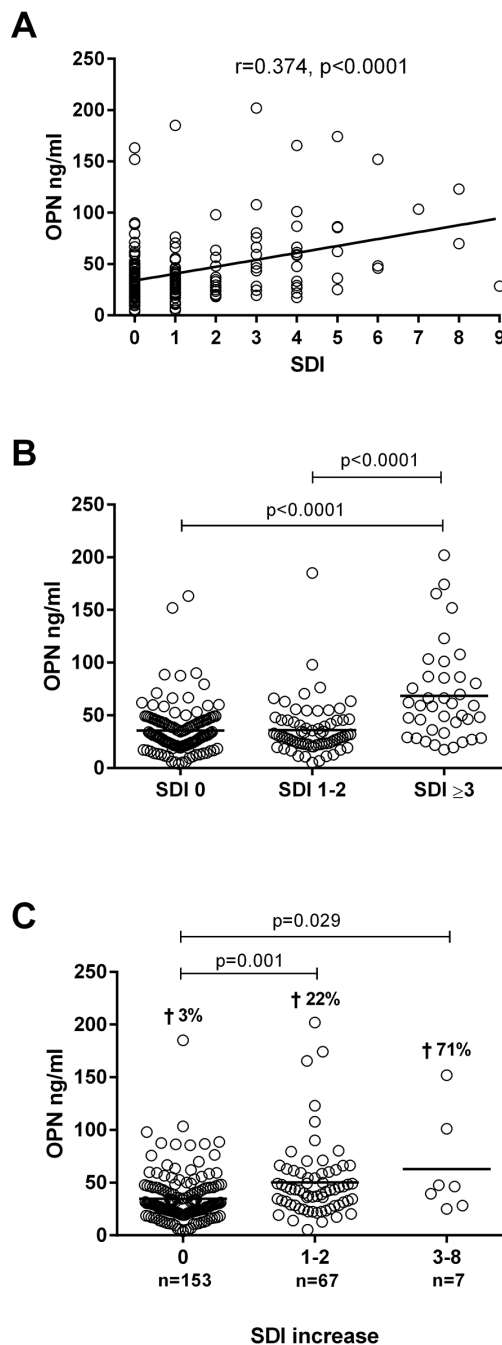 A
r=0.374, p<0.0001
250
200
150
100
50
0
OPN ng/ml
0 1 2 3 4 5 6 7 8 9
SDI
B
p<0.0001
p<0.0001
250
200
150
100
50
0
OPN ng/ml
SDI 0 SDI 1-2 SDI ≥3
C
p=0.029
p=0.001
250
200
150
100
50
0
OPN ng/ml
† 3% † 22% † 71%
0 1-2 3-8
n=153 n=67 n=7
SDI increase